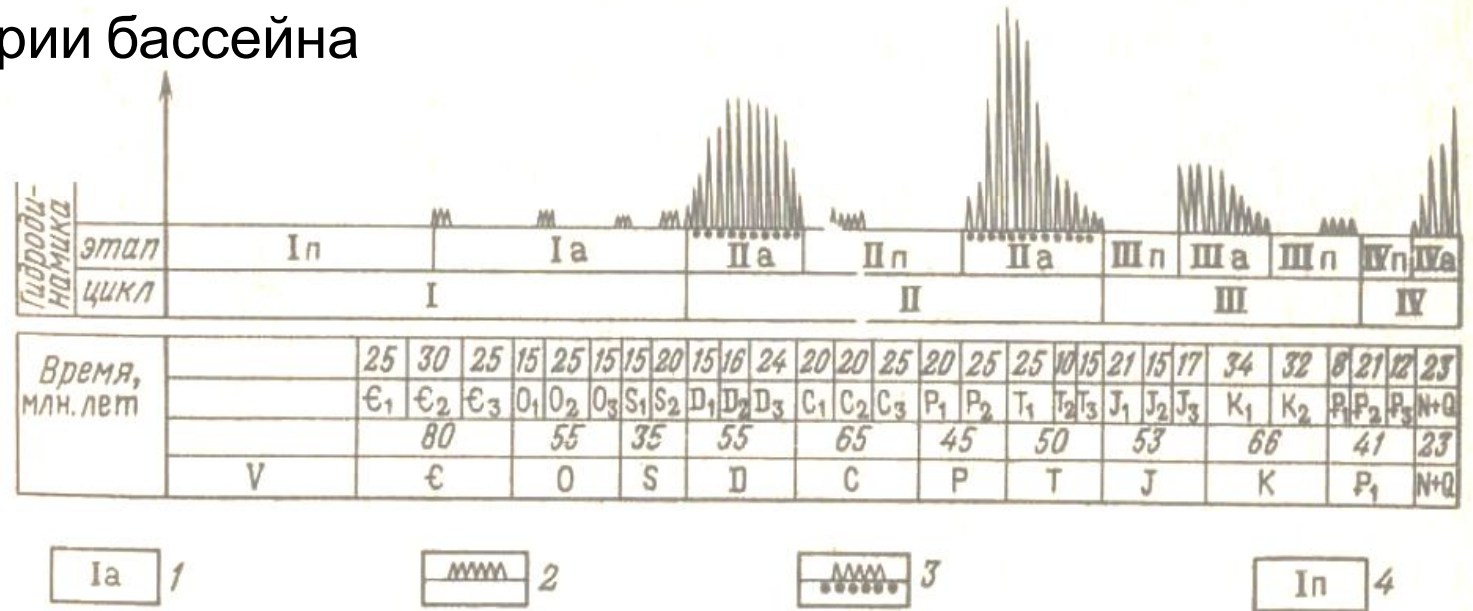 рии бассейна
Гидроди-
намика
этап
Iп
Iа
IIа
IIп
IIа
IIIп
IIIа
IIIп
IVп
IVа
цикл
I
II
III
IV
Время,
млн. лет
25 30 25 15 25 15 15 20 15 16 24 20 20 25 20 25 25 10 15 21 15 17 34 32 8 21 12 23
Є₁ Є₂ Є₃ O₁ O₂ O₃ S₁ S₂ D₁ D₂ D₃ C₁ C₂ C₃ P₁ P₂ T₁ T₂ T₃ J₁ J₂ J₃ K₁ K₂ P₁ P₂ P₃ N+Q
80 55 35 55 65 45 50 53 66 41 23
V Є O S D C P T J K P₁ N+Q
Iа 1
2
3
Iп 4